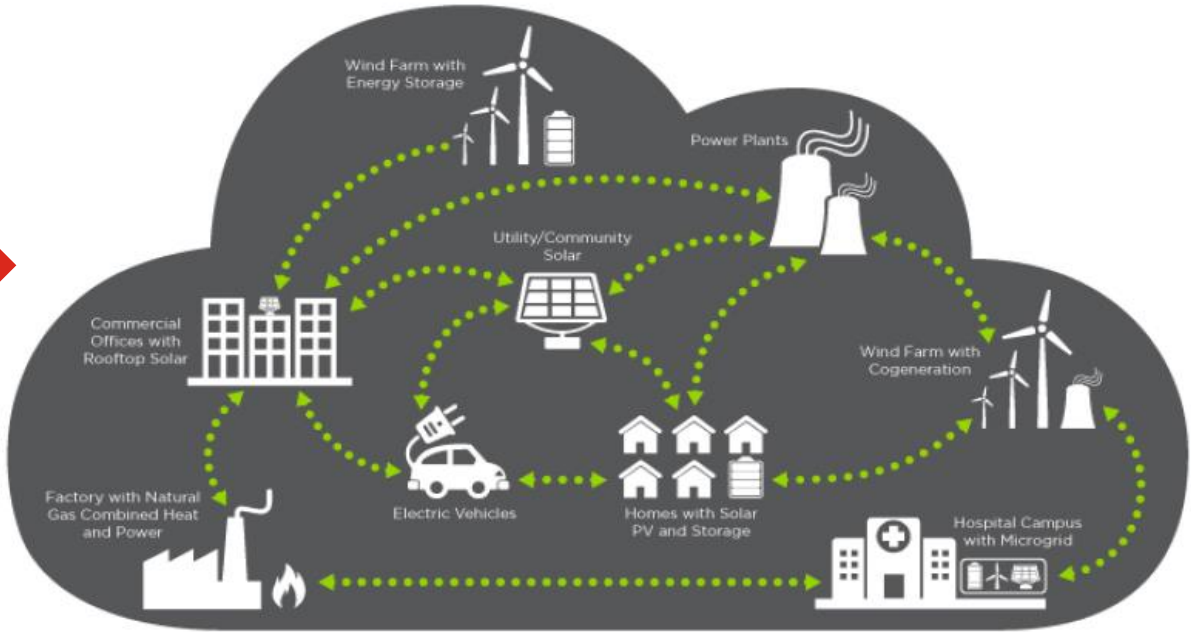 Wind Farm with
Energy Storage
Power Plants
Utility/Community
Solar
Commercial
Offices with
Rooftop Solar
Wind Farm with
Cogeneration
Factory with Natural
Gas Combined Heat
and Power
Electric Vehicles
Homes with Solar
PV and Storage
Hospital Campus
with Microgrid